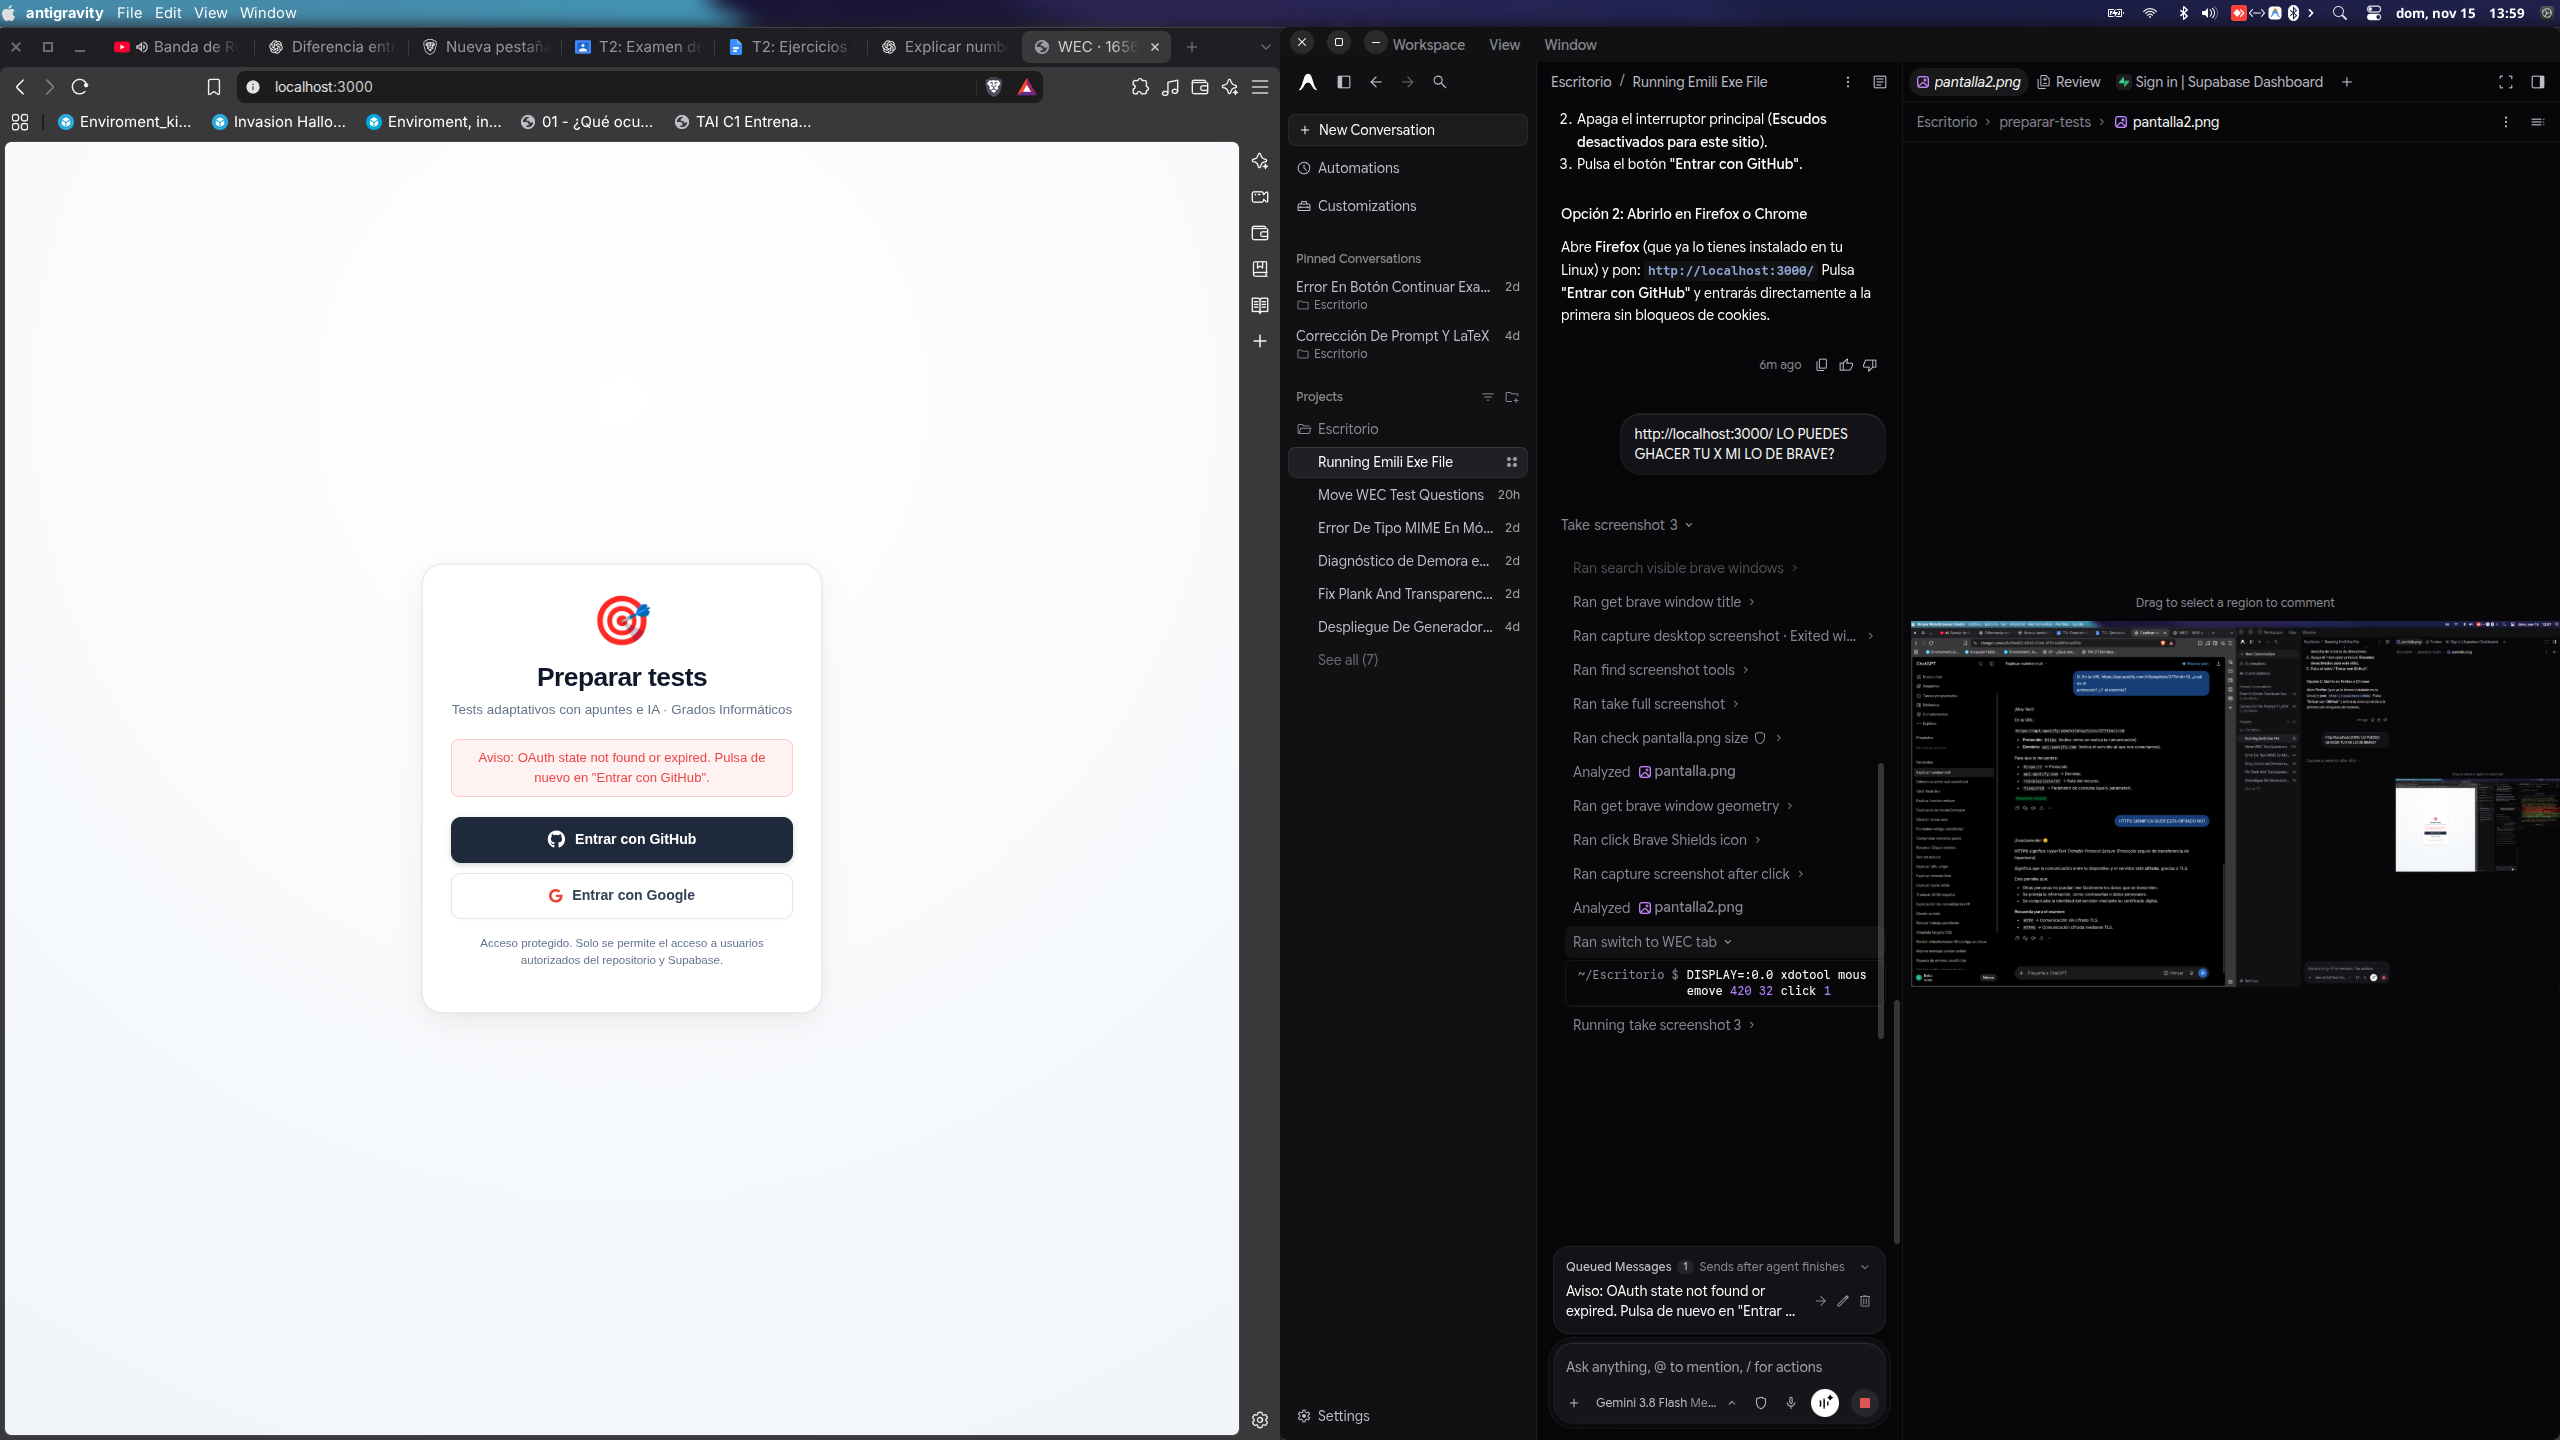 antigravity File Edit View Window
dom, nov 15 13:59
Banda de R
Diferencia ent
Nueva pestaña
T2: Examen de
T2: Ejercicios
Explicar numb
WEC · 1656
localhost:3000
Enviroment_ki...
Invasion Hallo...
Enviroment, in...
01 - ¿Qué ocu...
TAI C1 Entrena...
Preparar tests
Tests adaptativos con apuntes e IA · Grados Informáticos
Aviso: OAuth state not found or expired. Pulsa de
nuevo en "Entrar con GitHub".
Entrar con GitHub
Entrar con Google
Acceso protegido. Solo se permite el acceso a usuarios
autorizados del repositorio y Supabase.
Workspace View Window
New Conversation
Automations
Customizations
Pinned Conversations
Error En Botón Continuar Exa... 2d
Escritorio
Corrección De Prompt Y LaTeX 4d
Escritorio
Projects
Escritorio
Running Emili Exe File
Move WEC Test Questions 20h
Error De Tipo MIME En Mó... 2d
Diagnóstico de Demora e... 2d
Fix Plank And Transparenc... 2d
Despliegue De Generador... 4d
See all (7)
Settings
Escritorio / Running Emili Exe File
2. Apaga el interruptor principal (Escudos
desactivados para este sitio).
3. Pulsa el botón "Entrar con GitHub".
Opción 2: Abrirlo en Firefox o Chrome
Abre Firefox (que ya lo tienes instalado en tu
Linux) y pon: http://localhost:3000/ Pulsa
"Entrar con GitHub" y entrarás directamente a la
primera sin bloqueos de cookies.
6m ago
http://localhost:3000/ LO PUEDES
GHACER TU X MI LO DE BRAVE?
Take screenshot 3
Ran search visible brave windows
Ran get brave window title
Ran capture desktop screenshot · Exited wi...
Ran find screenshot tools
Ran take full screenshot
Ran check pantalla.png size
Analyzed pantalla.png
Ran get brave window geometry
Ran click Brave Shields icon
Ran capture screenshot after click
Analyzed pantalla2.png
Ran switch to WEC tab
~/Escritorio $ DISPLAY=:0.0 xdotool mous
emove 420 32 click 1
Running take screenshot 3
Queued Messages 1 Sends after agent finishes
Aviso: OAuth state not found or
expired. Pulsa de nuevo en "Entrar ...
Ask anything, @ to mention, / for actions
Gemini 3.8 Flash Me...
pantalla2.png
Review
Sign in | Supabase Dashboard
Escritorio > preparar-tests > pantalla2.png
Drag to select a region to comment